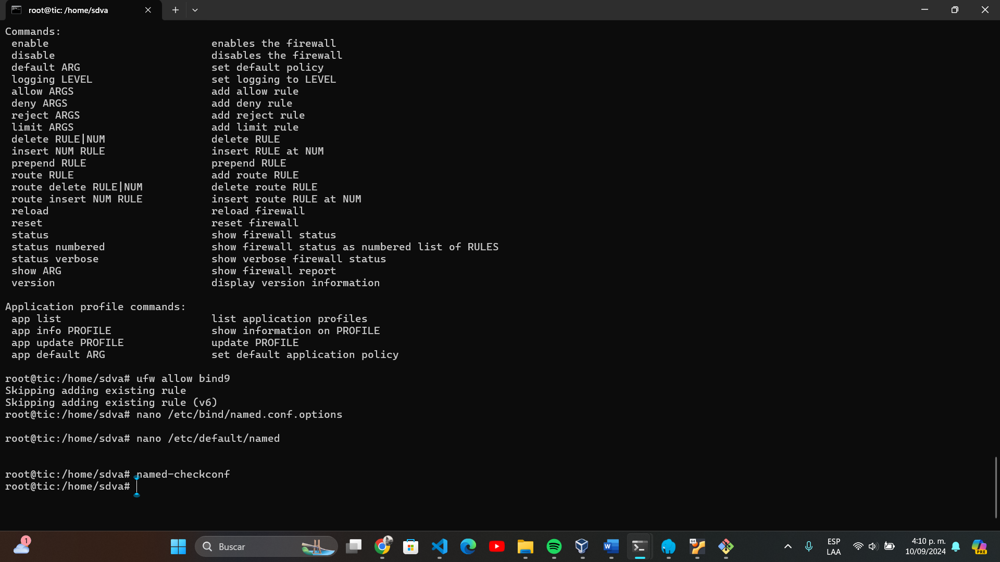 root@tic: /home/sdva
Commands:
enable                          enables the firewall
disable                         disables the firewall
default ARG                     set default policy
logging LEVEL                   set logging to LEVEL
allow ARGS                      add allow rule
deny ARGS                       add deny rule
reject ARGS                     add reject rule
limit ARGS                      add limit rule
delete RULE|NUM                 delete RULE
insert NUM RULE                 insert RULE at NUM
prepend RULE                    prepend RULE
route RULE                      add route RULE
route delete RULE|NUM           delete route RULE
route insert NUM RULE           insert route RULE at NUM
reload                          reload firewall
reset                           reset firewall
status                          show firewall status
status numbered                 show firewall status as numbered list of RULES
status verbose                  show verbose firewall status
show ARG                        show firewall report
version                         display version information
Application profile commands:
app list                        list application profiles
app info PROFILE                show information on PROFILE
app update PROFILE              update PROFILE
app default ARG                 set default application policy
root@tic:/home/sdva# ufw allow bind9
Skipping adding existing rule
Skipping adding existing rule (v6)
root@tic:/home/sdva# nano /etc/bind/named.conf.options
root@tic:/home/sdva# nano /etc/default/named
root@tic:/home/sdva# named-checkconf
root@tic:/home/sdva#
1
Buscar
W
64
ESP
LAA
4:10 p. m.
10/09/2024
PRE